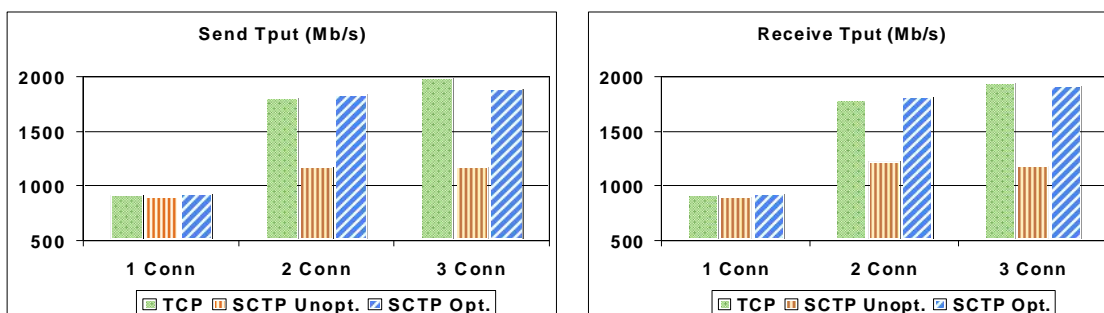 Send Tput (Mb/s)
2000
1500
1000
500
1 Conn 2 Conn 3 Conn
TCP SCTP Unopt. SCTP Opt.
Receive Tput (Mb/s)
2000
1500
1000
500
1 Conn 2 Conn 3 Conn
TCP SCTP Unopt. SCTP Opt.